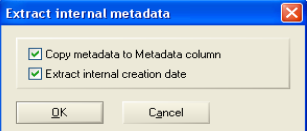 Extract internal metadata
Copy metadata to Metadata column
Extract internal creation date
OK
Cancel